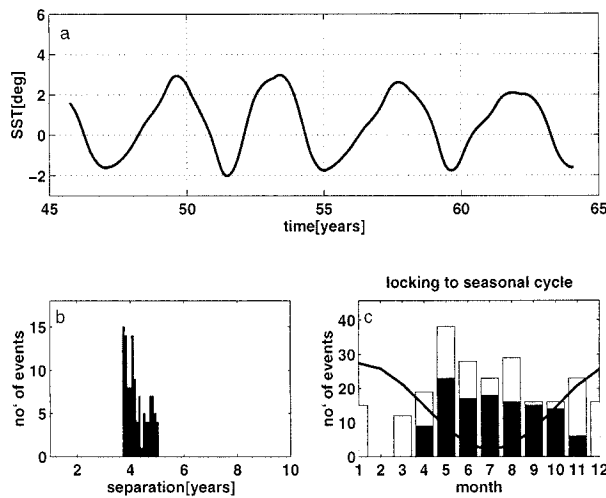 a
SST[deg]
6
4
2
0
−2
45
50
55
60
65
time[years]
b
no' of events
15
10
5
0
2
4
6
8
10
separation[years]
locking to seasonal cycle
c
no' of events
40
30
20
10
0
1 2 3 4 5 6 7 8 9 10 11 12
month